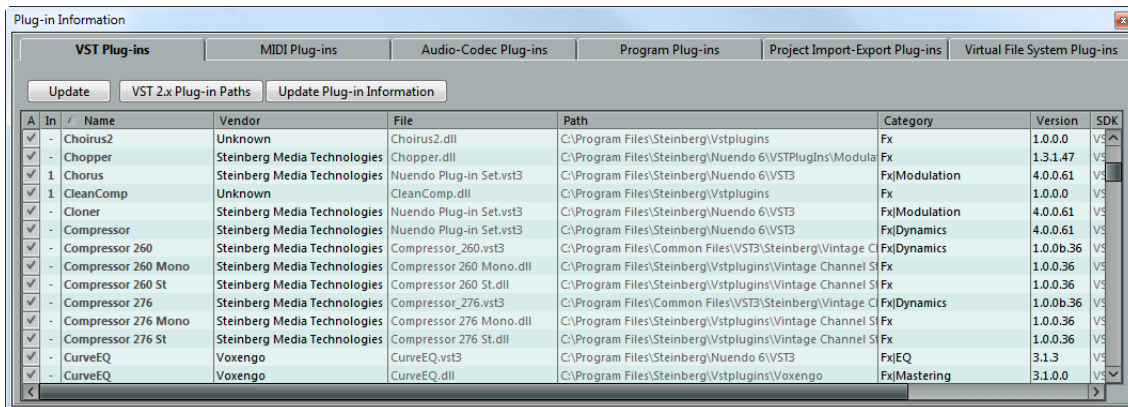 Plug-in Information
VST Plug-ins MIDI Plug-ins Audio-Codec Plug-ins Program Plug-ins Project Import-Export Plug-ins Virtual File System Plug-ins
Update VST 2.x Plug-in Paths Update Plug-in Information
A In Name Vendor File Path Category Version SDK
- Choirus2 Unknown Choirus2.dll C:\Program Files\Steinberg\Vstplugins Fx 1.0.0.0 VS
- Chopper Steinberg Media Technologies Chopper.dll C:\Program Files\Steinberg\Nuendo 6\VSTPlugIns\Modula Fx 1.3.1.47 VS
1 Chorus Steinberg Media Technologies Nuendo Plug-in Set.vst3 C:\Program Files\Steinberg\Nuendo 6\VST3 Fx|Modulation 4.0.0.61 VS
1 CleanComp Unknown CleanComp.dll C:\Program Files\Steinberg\Vstplugins Fx 1.0.0.0 VS
- Cloner Steinberg Media Technologies Nuendo Plug-in Set.vst3 C:\Program Files\Steinberg\Nuendo 6\VST3 Fx|Modulation 4.0.0.61 VS
- Compressor Steinberg Media Technologies Nuendo Plug-in Set.vst3 C:\Program Files\Steinberg\Nuendo 6\VST3 Fx|Dynamics 4.0.0.61 VS
- Compressor 260 Steinberg Media Technologies Compressor_260.vst3 C:\Program Files\Common Files\VST3\Steinberg\Vintage Cl Fx|Dynamics 1.0.0b.36 VS
- Compressor 260 Mono Steinberg Media Technologies Compressor 260 Mono.dll C:\Program Files\Steinberg\Vstplugins\Vintage Channel St Fx 1.0.0.36 VS
- Compressor 260 St Steinberg Media Technologies Compressor 260 St.dll C:\Program Files\Steinberg\Vstplugins\Vintage Channel St Fx 1.0.0.36 VS
- Compressor 276 Steinberg Media Technologies Compressor_276.vst3 C:\Program Files\Common Files\VST3\Steinberg\Vintage Cl Fx|Dynamics 1.0.0b.36 VS
- Compressor 276 Mono Steinberg Media Technologies Compressor 276 Mono.dll C:\Program Files\Steinberg\Vstplugins\Vintage Channel St Fx 1.0.0.36 VS
- Compressor 276 St Steinberg Media Technologies Compressor 276 St.dll C:\Program Files\Steinberg\Vstplugins\Vintage Channel St Fx 1.0.0.36 VS
- CurveEQ Voxengo CurveEQ.vst3 C:\Program Files\Steinberg\Nuendo 6\VST3 Fx|EQ 3.1.3 VS
- CurveEQ Voxengo CurveEQ.dll C:\Program Files\Steinberg\Vstplugins\Voxengo Fx|Mastering 3.1.0.0 VS